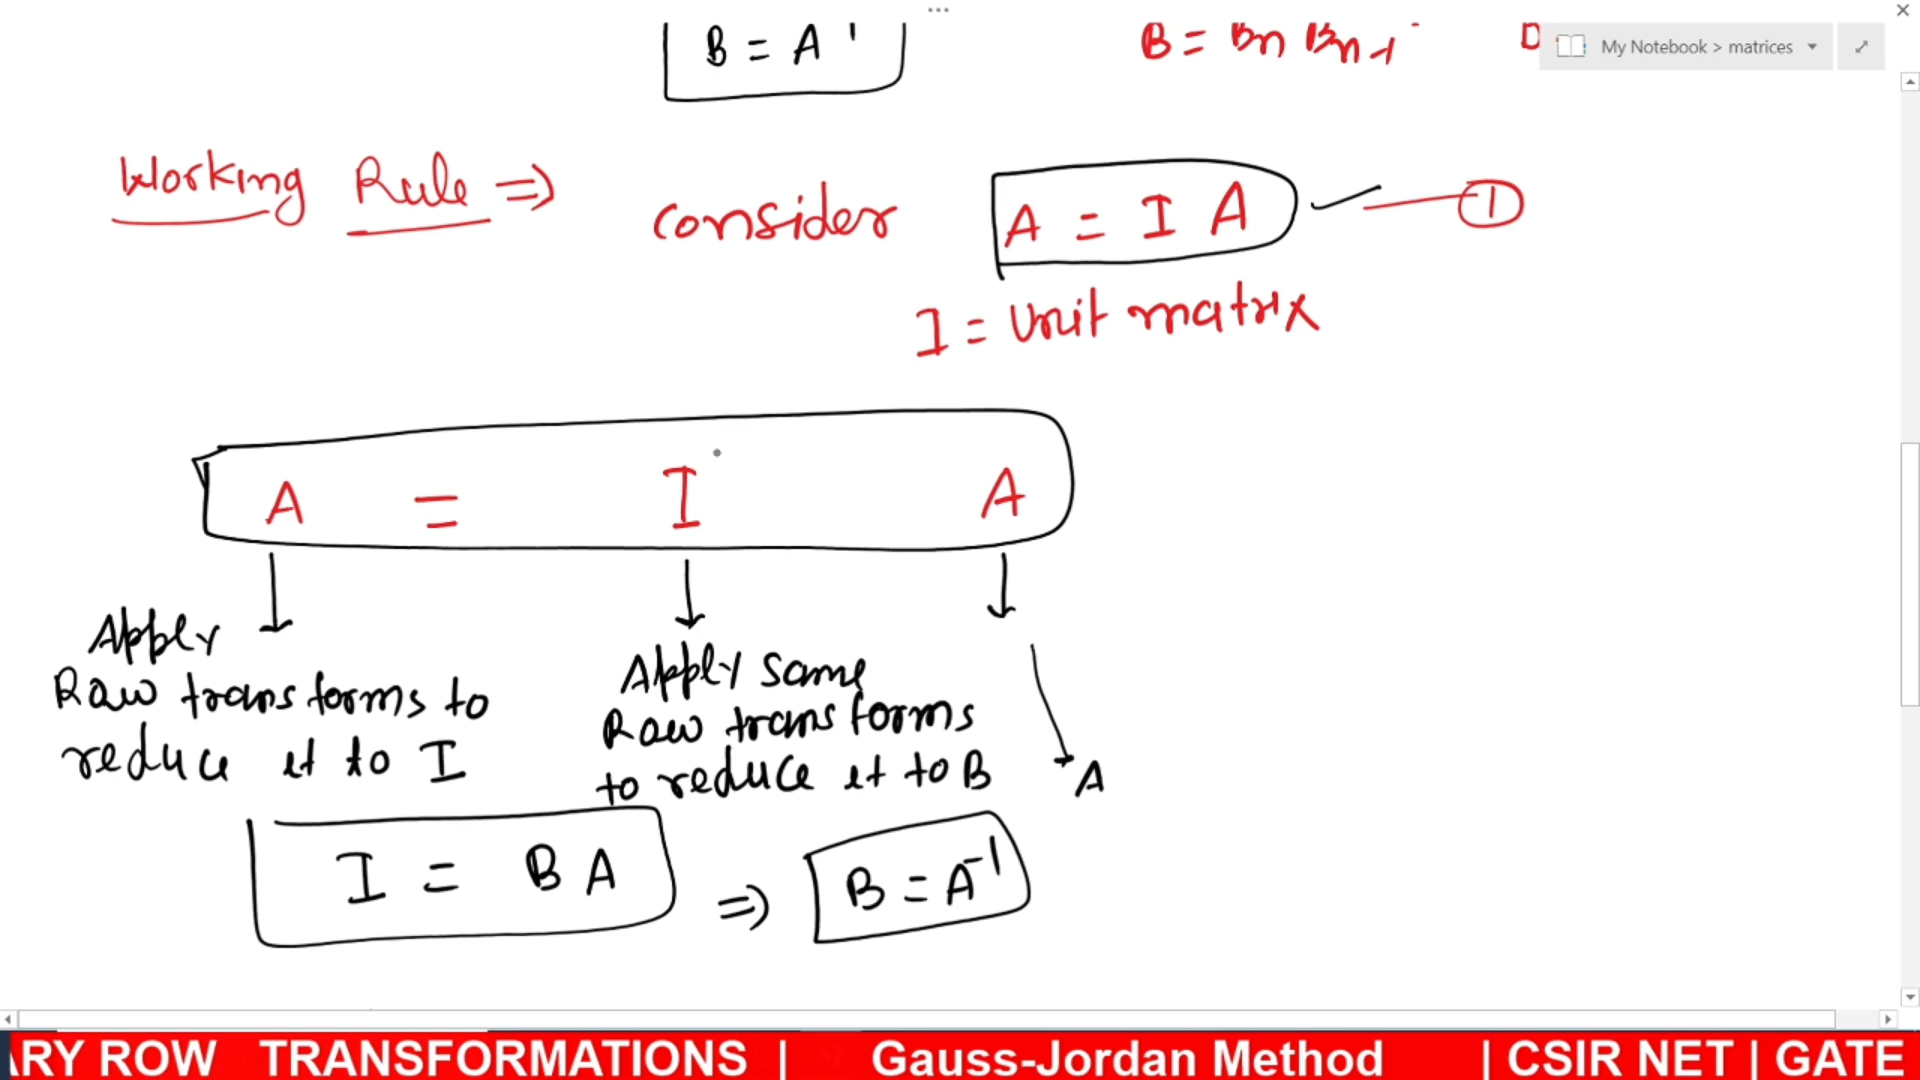 B = A
B = Bn Bn-1
My Notebook > matrices
Working Rule ⇒ consider A = I A ①
I = Unit matrix
A = I A
Apply
Raw transforms to
reduce it to I
Apply same
Raw transforms
to reduce it to B
A
I = B A ⇒ B = A⁻¹
ARY ROW TRANSFORMATIONS | Gauss-Jordan Method | CSIR NET | GATE